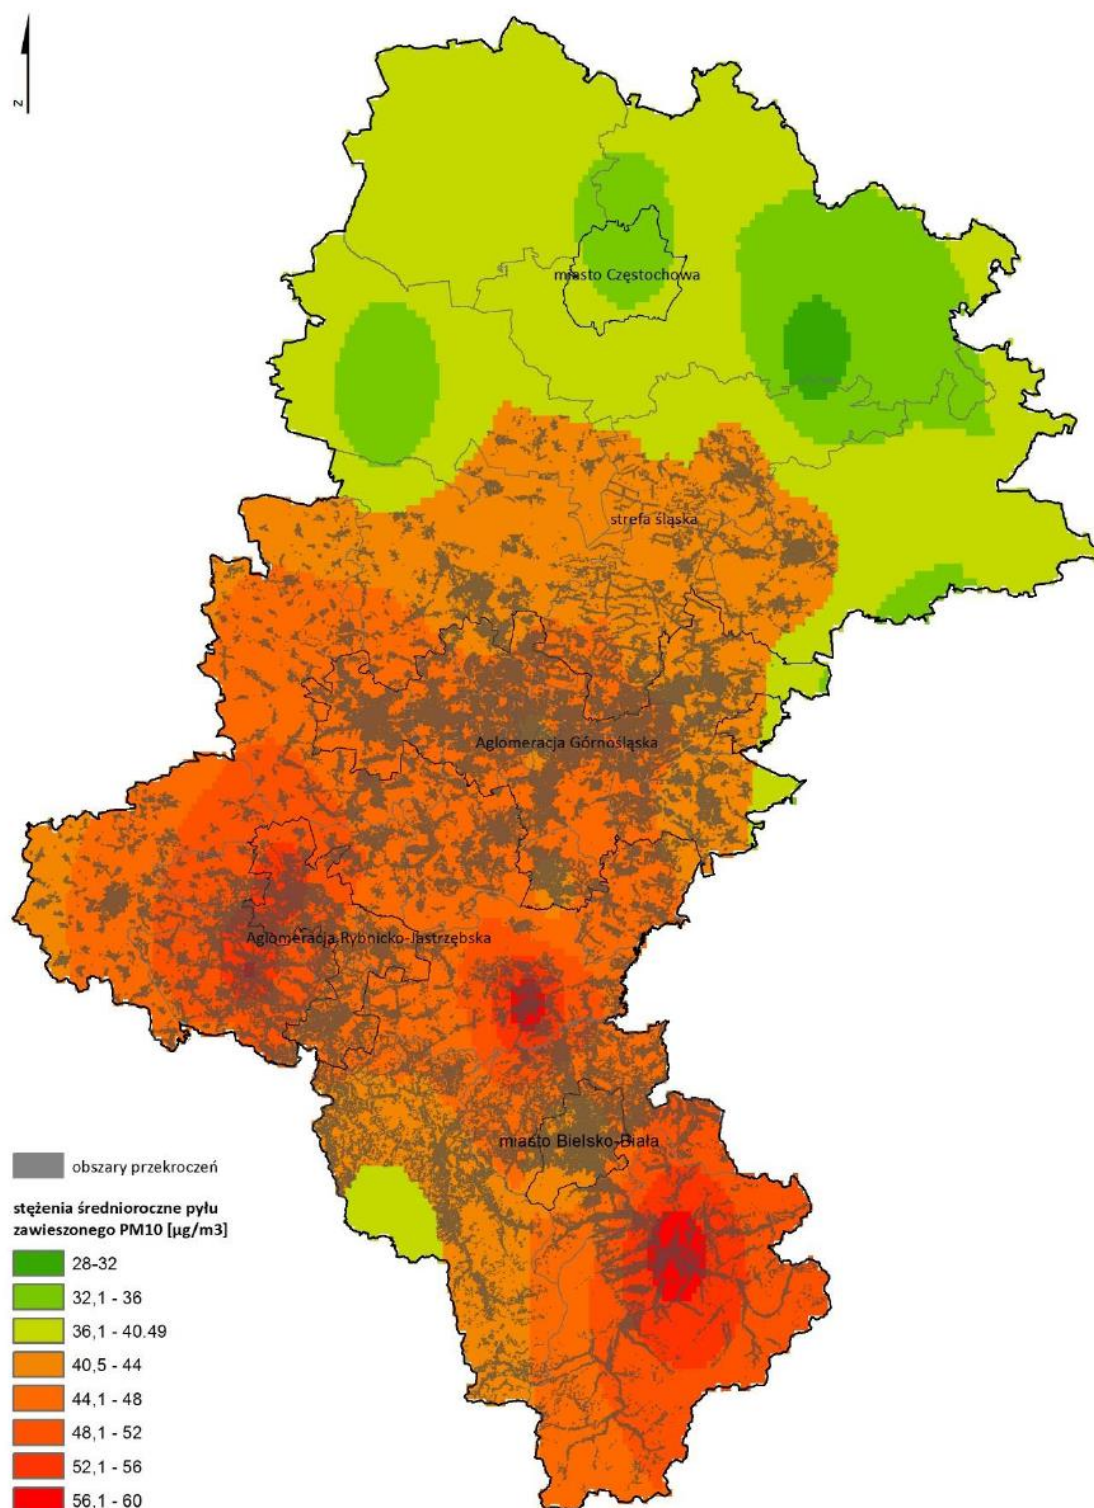 z
miasto Częstochowa
strefa śląska
Aglomeracja Górnośląska
Aglomeracja Rybnicko-Jastrzębska
miasto Bielsko-Biała
obszary przekroczeń
stężenia średnioroczne pyłu
zawieszonego PM10 [µg/m3]
28-32
32,1 - 36
36,1 - 40.49
40,5 - 44
44,1 - 48
48,1 - 52
52,1 - 56
56,1 - 60